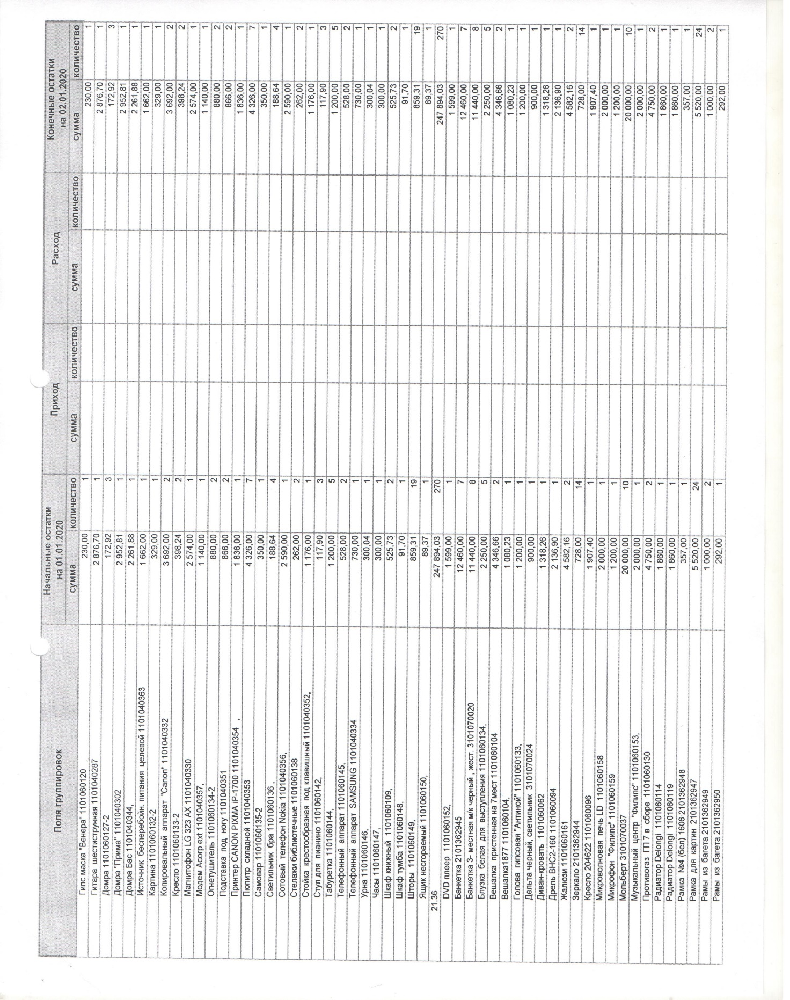 Поля группировок Начальные остатки на 01.01.2020 Приход Расход Конечные остатки на 02.01.2020
сумма количество сумма количество сумма количество сумма количество
Гипс маска "Венера" 1101060120 230,00 1 230,00 1
Гитара шестиструнная 1101040287 2 876,70 1 2 876,70 1
Домра 1101060127-2 172,92 3 172,92 3
Домра "Прима" 1101040302 2 952,81 1 2 952,81 1
Домра Бас 1101040344, 2 261,88 1 2 261,88 1
Источник бесперебойн. питания целевой 1101040363 1 662,00 1 1 662,00 1
Картина 1101060132-2 329,00 1 329,00 1
Копировальный аппарат "Canon" 1101040332 3 692,00 2 3 692,00 2
Кресло 1101060133-2 398,24 2 398,24 2
Магнитофон LG 323 AX 1101040330 2 574,00 1 2 574,00 1
Модем Acorp ext 1101040357, 1 140,00 1 1 140,00 1
Огнетушитель 1101060134-2 880,00 2 880,00 2
Подставка под ногу 1101040351 866,00 2 866,00 2
Принтер CANON PIXMA iP-1700 1101040354 , 1 836,00 1 1 836,00 1
Пюпитр складной 1101040353 4 326,00 7 4 326,00 7
Самовар 1101060135-2 350,00 1 350,00 1
Светильник бра 1101060136 , 188,64 4 188,64 4
Сотовый телефон Nokia 1101040356, 2 590,00 1 2 590,00 1
Стелажи библиотечные 1101060138 262,00 2 262,00 2
Стойка крестообразная под клавишный 1101040352, 1 176,00 1 1 176,00 1
Стул для пианино 1101060142, 117,90 3 117,90 3
Табуретка 1101060144, 1 200,00 5 1 200,00 5
Телефонный аппарат 1101060145, 528,00 2 528,00 2
Телефонный аппарат SAMSUNG 1101040334 730,00 1 730,00 1
Урна 1101060146, 300,04 1 300,04 1
Часы 1101060147, 300,00 1 300,00 1
Шкаф книжный 1101060109, 525,73 2 525,73 2
Шкаф тумба 1101060148, 91,70 1 91,70 1
Шторы 1101060149, 859,31 19 859,31 19
Ящик несгораемый 1101060150, 89,37 1 89,37 1
21.36 247 894,03 270 247 894,03 270
DVD плеер 1101060152, 1 599,00 1 1 599,00 1
Банкетка 2101362945 12 460,00 7 12 460,00 7
Банкетка 3- местная м/к черный , жест. 3101070020 11 440,00 8 11 440,00 8
Блузка белая для выступления 1101060134, 2 250,00 5 2 250,00 5
Вешалка пристенная на 7мест 1101060104 4 346,66 2 4 346,66 2
Вешалка1877 1101060104, 1 080,23 1 1 080,23 1
Голова гипсовая "Антиной" 1101060133, 1 200,00 1 1 200,00 1
Дельта черный, светильник 3101070024 900,00 1 900,00 1
Диван-кровать 1101060062 1 318,26 1 1 318,26 1
Дрель ВНС2-160 1101060094 2 136,90 1 2 136,90 1
Жалюзи 1101060161 4 582,16 2 4 582,16 2
Зеркало 2101362944 728,00 14 728,00 14
Кресло 204622 1101060096 1 907,40 1 1 907,40 1
Микроволновая печь LD 1101060158 2 000,00 1 2 000,00 1
Микрофон "Филипс" 1101060159 1 200,00 1 1 200,00 1
Мольберт 3101070037 20 000,00 10 20 000,00 10
Музыкальный центр "Филипс" 1101060153, 2 000,00 1 2 000,00 1
Противогаз ГП 7 в сборе 1101060130 4 750,00 2 4 750,00 2
Радиатор Delongi 1101060114 1 860,00 1 1 860,00 1
Радиатор Delongi 1101060119 1 860,00 1 1 860,00 1
Рамка №4 (бел) 1606 2101362948 357,00 1 357,00 1
Рамка для картин 2101362947 5 520,00 24 5 520,00 24
Рамы из багета 2101362949 1 000,00 2 1 000,00 2
Рамы из багета 2101362950 292,00 1 292,00 1